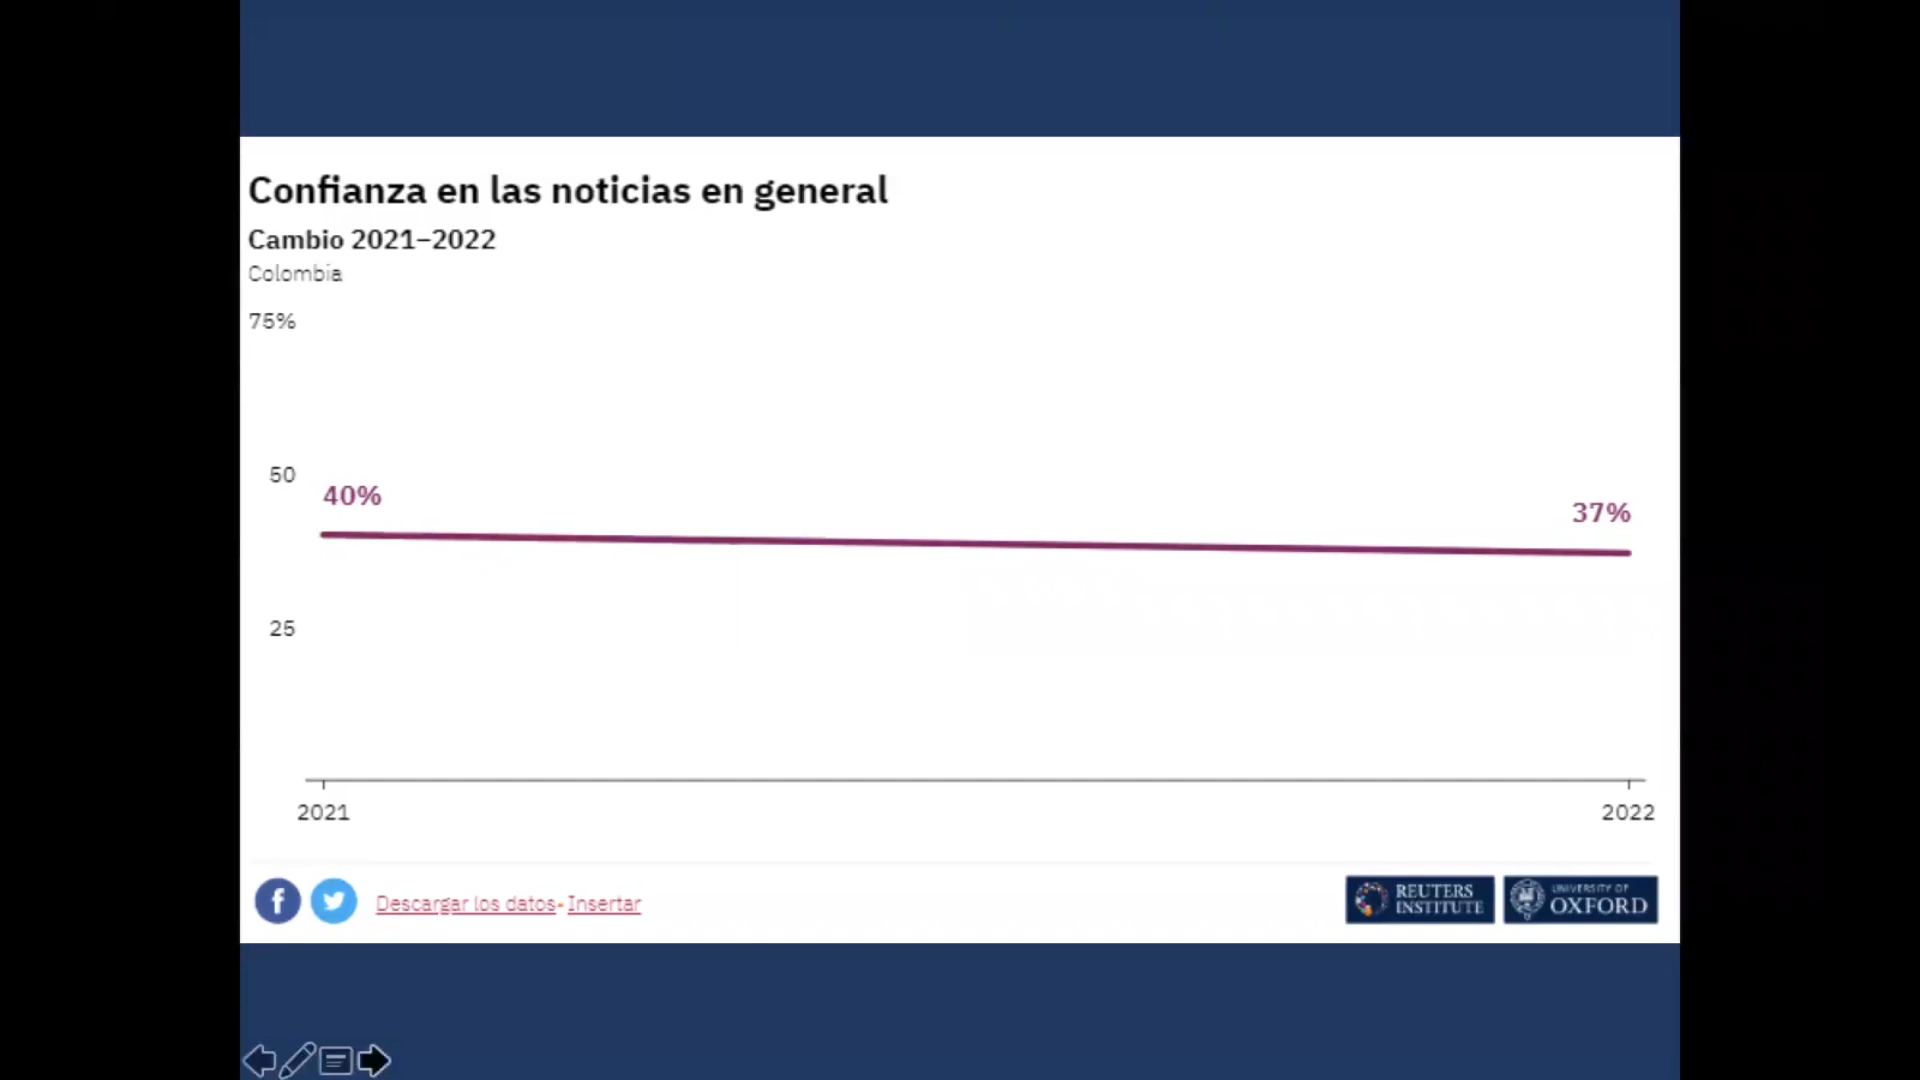 Confianza en las noticias en general
Cambio 2021–2022
Colombia
75%
50
40%
37%
25
2021
2022
Descargar los datos• Insertar
REUTERS
INSTITUTE
UNIVERSITY OF
OXFORD